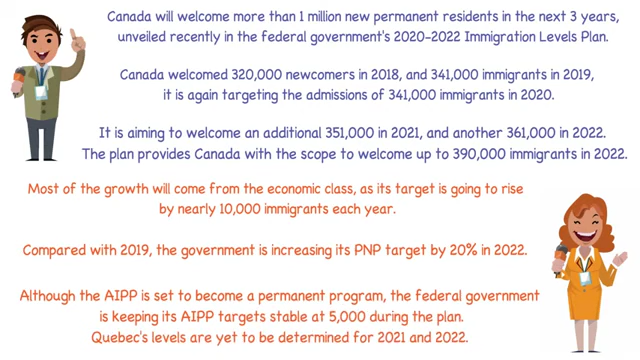 Canada will welcome more than 1 million new permanent residents in the next 3 years,
unveiled recently in the federal government's 2020-2022 Immigration Levels Plan.
Canada welcomed 320,000 newcomers in 2018, and 341,000 immigrants in 2019,
it is again targeting the admissions of 341,000 immigrants in 2020.
It is aiming to welcome an additional 351,000 in 2021, and another 361,000 in 2022.
The plan provides Canada with the scope to welcome up to 390,000 immigrants in 2022.
Most of the growth will come from the economic class, as its target is going to rise
by nearly 10,000 immigrants each year.
Compared with 2019, the government is increasing its PNP target by 20% in 2022.
Although the AIPP is set to become a permanent program, the federal government
is keeping its AIPP targets stable at 5,000 during the plan.
Quebec's levels are yet to be determined for 2021 and 2022.